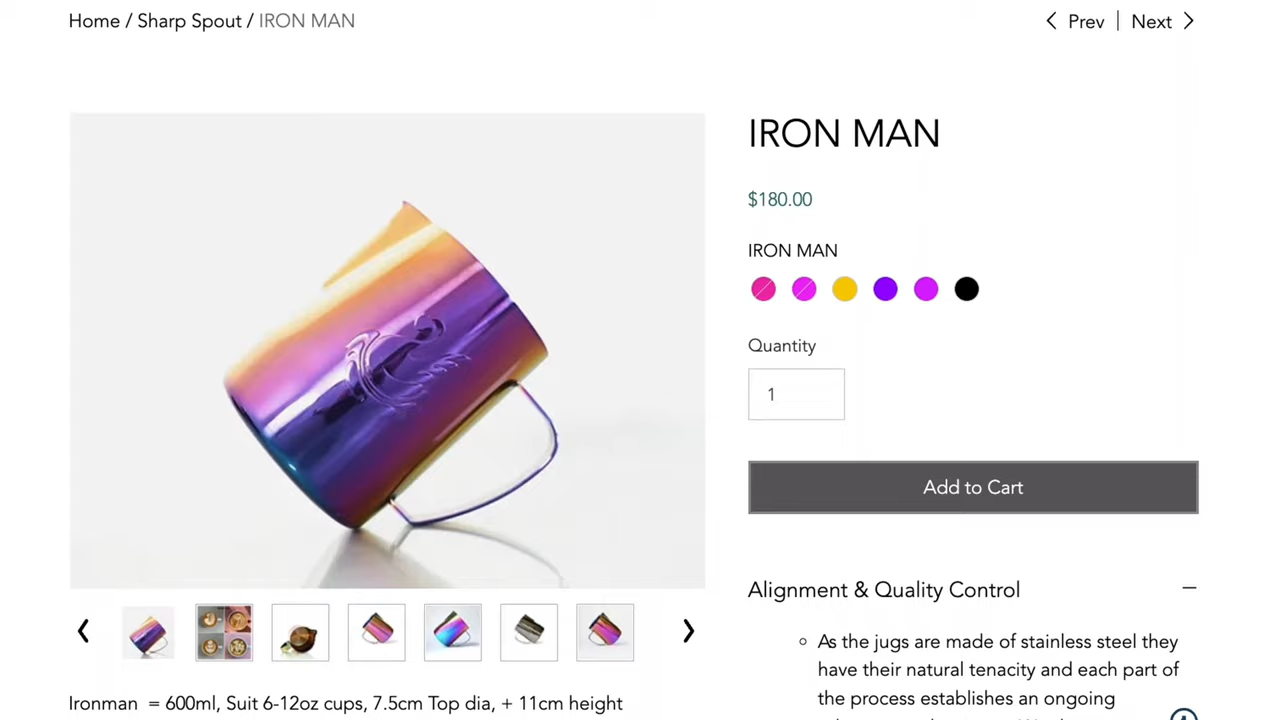 Home / Sharp Spout / IRON MAN
Prev | Next
IRON MAN
$180.00
IRON MAN
Quantity
1
Add to Cart
Alignment & Quality Control
As the jugs are made of stainless steel they
have their natural tenacity and each part of
the process establishes an ongoing
Ironman = 600ml, Suit 6-12oz cups, 7.5cm Top dia, + 11cm height